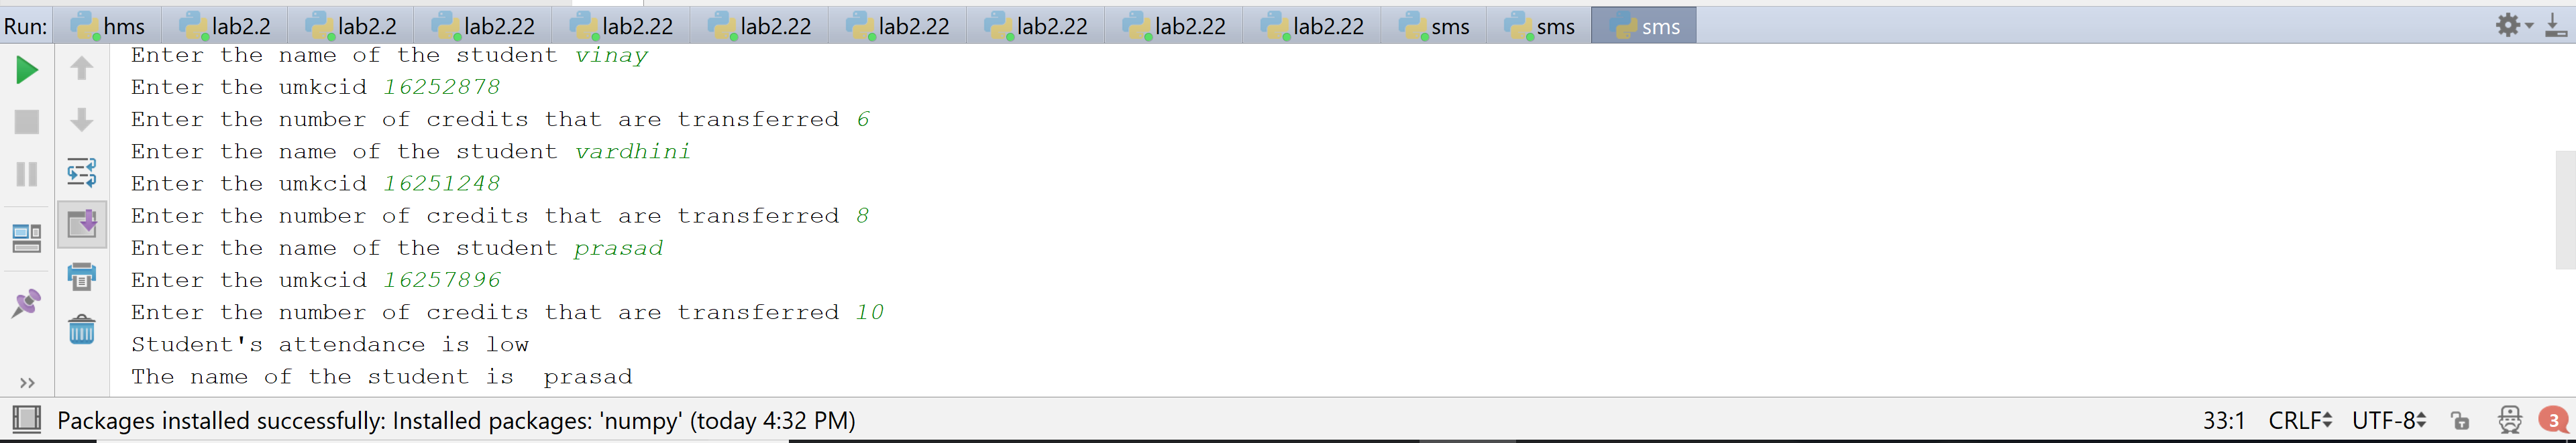 Run: hms lab2.2 lab2.2 lab2.22 lab2.22 lab2.22 lab2.22 lab2.22 lab2.22 lab2.22 sms sms sms
Enter the name of the student vinay
Enter the umkcid 16252878
Enter the number of credits that are transferred 6
Enter the name of the student vardhini
Enter the umkcid 16251248
Enter the number of credits that are transferred 8
Enter the name of the student prasad
Enter the umkcid 16257896
Enter the number of credits that are transferred 10
Student's attendance is low
The name of the student is  prasad
Packages installed successfully: Installed packages: 'numpy' (today 4:32 PM) 33:1 CRLF UTF-8 3